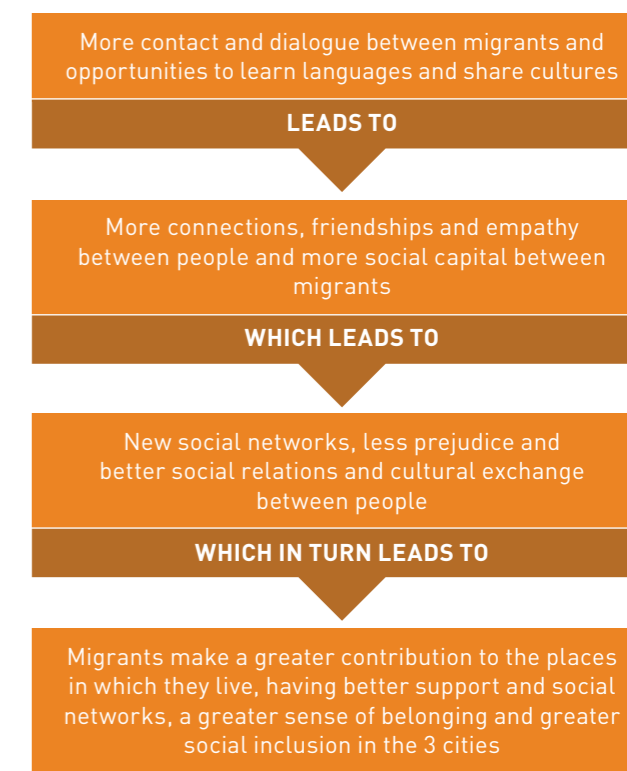 More contact and dialogue between migrants and
opportunities to learn languages and share cultures
LEADS TO
More connections, friendships and empathy
between people and more social capital between
migrants
WHICH LEADS TO
New social networks, less prejudice and
better social relations and cultural exchange
between people
WHICH IN TURN LEADS TO
Migrants make a greater contribution to the places
in which they live, having better support and social
networks, a greater sense of belonging and greater
social inclusion in the 3 cities